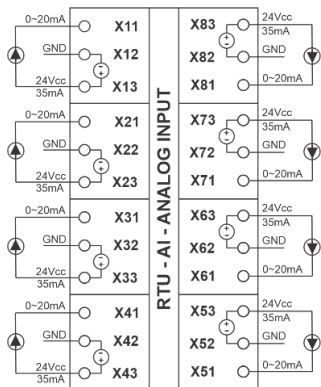 0~20mA X11
GND X12
24Vcc X13
35mA
0~20mA X21
GND X22
24Vcc X23
35mA
0~20mA X31
GND X32
24Vcc X33
35mA
0~20mA X41
GND X42
24Vcc X43
35mA
RTU - AI - ANALOG INPUT
X83 24Vcc
35mA
X82 GND
X81 0~20mA
X73 24Vcc
35mA
X72 GND
X71 0~20mA
X63 24Vcc
35mA
X62 GND
X61 0~20mA
X53 24Vcc
35mA
X52 GND
X51 0~20mA